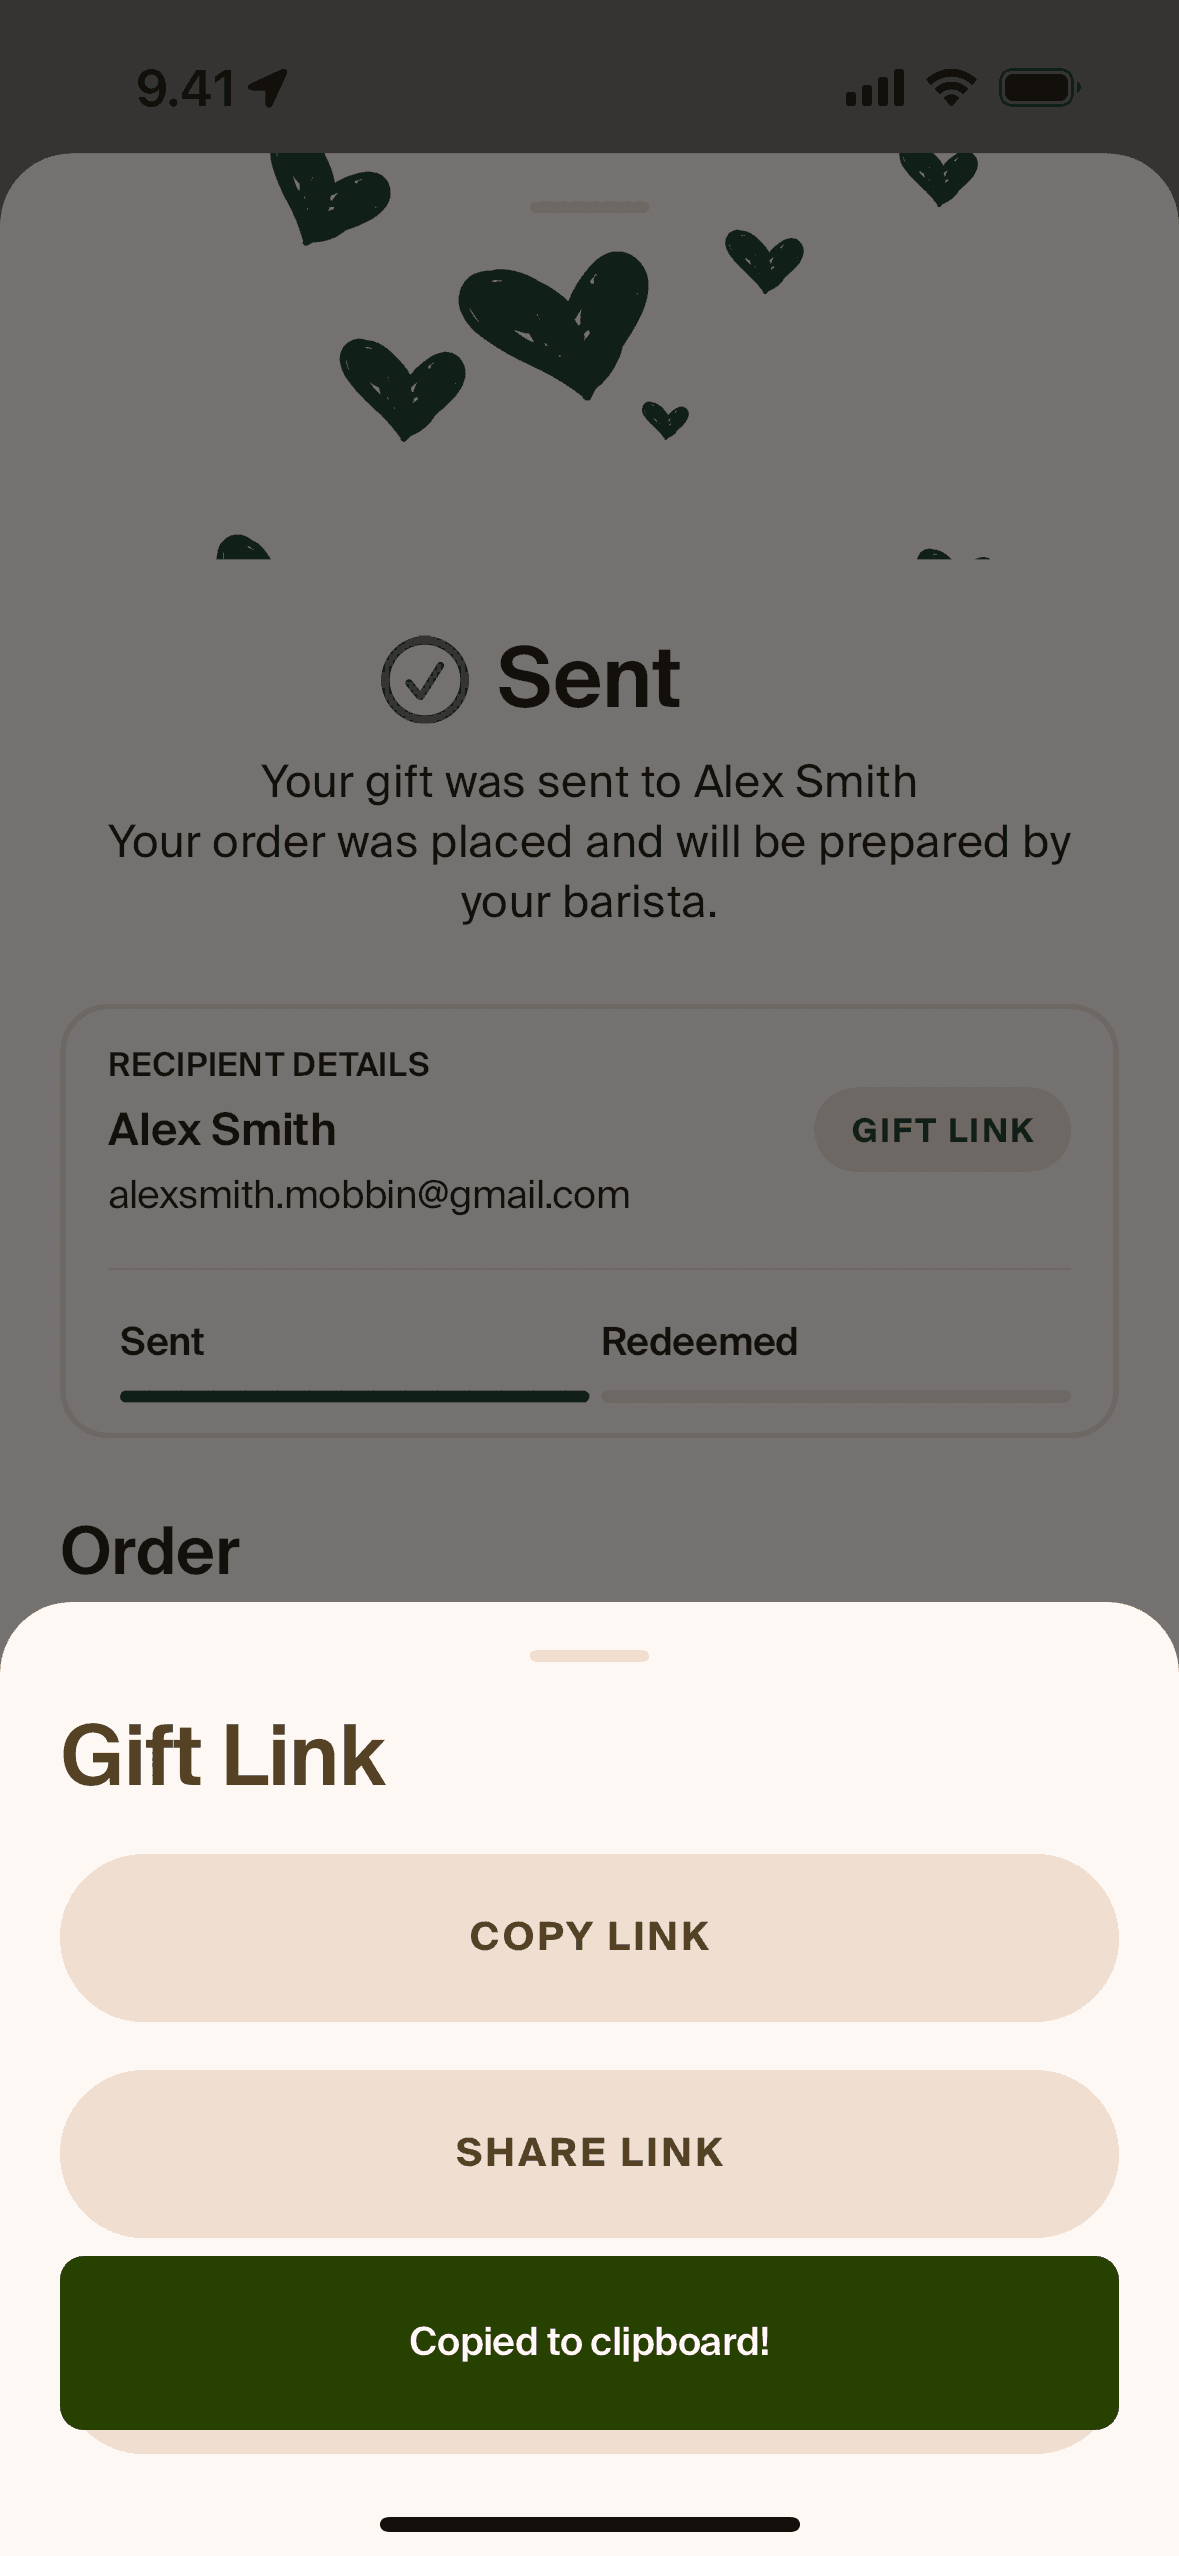 9.41
Sent
Your gift was sent to Alex Smith
Your order was placed and will be prepared by
your barista.
RECIPIENT DETAILS
Alex Smith
GIFT LINK
alexsmith.mobbin@gmail.com
Sent
Redeemed
Order
Gift Link
COPY LINK
SHARE LINK
Copied to clipboard!